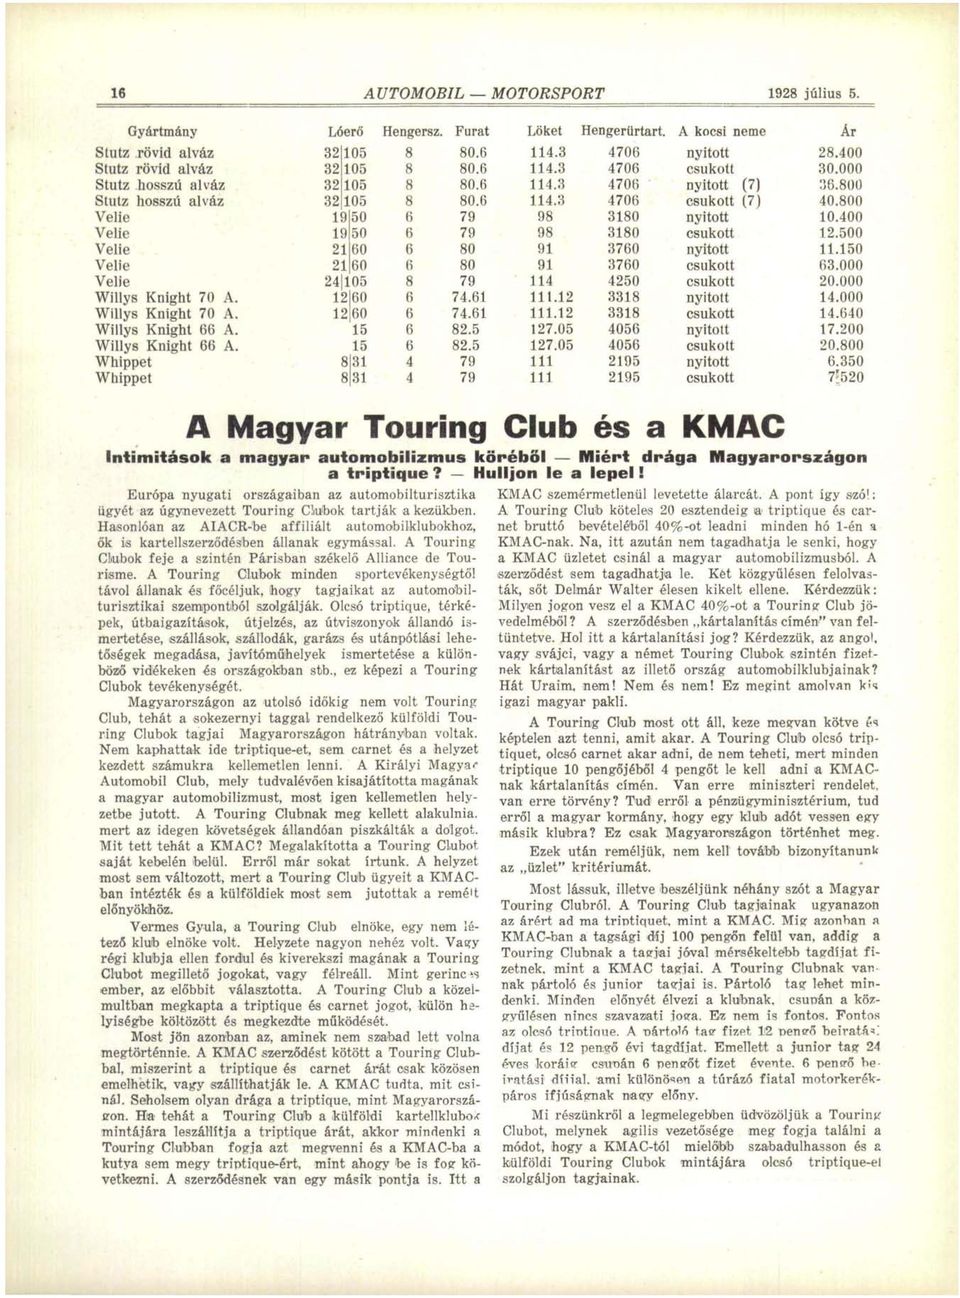 16 AUTOMOBIL — MOTORSPORT 1928 július 5.
Gyártmány Lóerő Hengersz. Furat Löket Hengerürtart. A kocsi neme Ár
Stutz rövid alváz 32|105 8 80.6 114.3 4706 nyitott 28.400
Stutz rövid alváz 32|105 8 80.6 114.3 4706 csukott 30.000
Stutz hosszú alváz 32|105 8 80.6 114.3 4706 nyitott (7) 36.800
Stutz hosszú alváz 32|105 8 80.6 114.3 4706 csukott (7) 40.800
Velie 19|50 6 79 98 3180 nyitott 10.400
Velie 19|50 6 79 98 3180 csukott 12.500
Velie 21|60 6 80 91 3760 nyitott 11.150
Velie 21|60 6 80 91 3760 csukott 63.000
Velie 24|105 8 79 114 4250 csukott 20.000
Willys Knight 70 A. 12|60 6 74.61 111.12 3318 nyitott 14.000
Willys Knight 70 A. 12|60 6 74.61 111.12 3318 csukott 14.640
Willys Knight 66 A. 15 6 82.5 127.05 4056 nyitott 17.200
Willys Knight 66 A. 15 6 82.5 127.05 4056 csukott 20.800
Whippet 8|31 4 79 111 2195 nyitott 6.350
Whippet 8|31 4 79 111 2195 csukott 7.520
A Magyar Touring Club és a KMAC
Intimitások a magyar automobilizmus köréből — Miért drága Magyarországon
a triptique? — Hulljon le a lepel!
Európa nyugati országaiban az automobilturisztika
ügyét az úgynevezett Touring Clubok tartják a kezükben.
Hasonlóan az AIACR-be affiliált automobilklubokhoz,
ők is kartellszerződésben állanak egymással. A Touring
Clubok feje a szintén Párisban székelő Alliance de Tou-
risme. A Touring Clubok minden sportevékenységtől
távol állanak és főcéljuk, hogy tagjaikat az automobil-
turisztikai szempontból szolgálják. Olcsó triptique, térké-
pek, útbaigazítások, útjelzés, az útviszonyok állandó is-
mertetése, szállások, szállodák, garázs és utánpótlási lehe-
tőségek megadása, javítóműhelyek ismertetése a külön-
böző vidékeken és országokban stb., ez képezi a Touring
Clubok tevékenységét.
Magyarországon az utolsó időkig nem volt Touring
Club, tehát a sokezernyi taggal rendelkező külföldi Tou-
ring Clubok tagjai Magyarországon hátrányban voltak.
Nem kaphattak ide triptique-et, sem carnet és a helyzet
kezdett számukra kellemetlen lenni. A Királyi Magyar
Automobil Club, mely tudvalévően kisajátította magának
a magyar automobilizmust, most igen kellemetlen hely-
zetbe jutott. A Touring Clubnak meg kellett alakulnia.
mert az idegen követségek állandóan piszkálták a dolgot.
Mit tett tehát a KMAC? Megalakította a Touring Clubot
saját kebelén belül. Erről már sokat írtunk. A helyzet
most sem változott, mert a Touring Club ügyeit a KMAC-
ban intézték és a külföldiek most sem jutottak a remélt
előnyökhöz.
Vermes Gyula, a Touring Club elnöke, egy nem lé-
tező klub elnöke volt. Helyzete nagyon nehéz volt. Vagy
régi klubja ellen fordul és kiverekszi magának a Touring
Clubot megillető jogokat, vagy félreáll. Mint gerinces
ember, az előbbit választotta. A Touring Club a közel-
multban megkapta a triptique és carnet jogot, külön he-
lyiségbe költözött és megkezdte működését.
Most jön azonban az, aminek nem szabad lett volna
megtörténnie. A KMAC szerződést kötött a Touring Club-
bal, miszerint a triptique és carnet árát csak közösen
emelhetik, vagy szállíthatják le. A KMAC tudta, mit csi-
nál. Seholsem olyan drága a triptique, mint Magyarorszá-
gon. Ha tehát a Touring Club a külföldi kartellklubok
mintájára leszállítja a triptique árát, akkor mindenki a
Touring Clubban fogja azt megvenni és a KMAC-ba a
kutya sem megy triptique-ért, mint ahogy be is fog kö-
vetkezni. A szerződésnek van egy másik pontja is. Itt a
KMAC szemérmetlenül levetette álarcát. A pont így szól:
A Touring Club köteles 20 esztendeig a triptique és car-
net bruttó bevételéből 40%-ot leadni minden hó 1-én a
KMAC-nak. Na, itt azután nem tagadhatja le senki, hogy
a KMAC üzletet csinál a magyar automobilizmusból. A
szerződést sem tagadhatja le. Két közgyűlésen felolvas-
ták, sőt Delmár Walter élesen kikelt ellene. Kérdezzük:
Milyen jogon vesz el a KMAC 40%-ot a Touring Club jö-
vedelméből? A szerződésben „kártalanítás címén" van fel-
tüntetve. Hol itt a kártalanítási jog? Kérdezzük, az angol,
vagy svájci, vagy a német Touring Clubok szintén fizet-
nek kártalanítást az illető ország automobilklubjainak?
Hát Uraim, nem! Nem és nem! Ez megint amolyan kis
igazi magyar pakli.
A Touring Club most ott áll, keze megvan kötve és
képtelen azt tenni, amit akar. A Touring Club olcsó trip-
tiquet, olcsó carnet akar adni, de nem teheti, mert minden
triptique 10 pengőjéből 4 pengőt le kell adni a KMAC-
nak kártalanítás címén. Van erre miniszteri rendelet,
van erre törvény? Tud erről a pénzügyminisztérium, tud
erről a magyar kormány, hogy egy klub adót vessen egy
másik klubra? Ez csak Magyarországon történhet meg.
Ezek után reméljük, nem kell tovább bizonyítanunk
az „üzlet" kritériumát.
Most lássuk, illetve beszéljünk néhány szót a Magyar
Touring Clubról. A Touring Club tagjainak ugyanazon
az árért ad ma triptiquet, mint a KMAC. Mig azonban a
KMAC-ban a tagsági díj 100 pengőn felül van, addig a
Touring Clubnak a tagjai jóval mérsékeltebb tagdíjat fi-
zetnek, mint a KMAC tagjai. A Touring Clubnak van-
nak pártoló és junior tagjai is. Pártoló tag lehet min-
denki. Minden előnyét élvezi a klubnak, csupán a köz-
gyűlésen nincs szavazati joga. Ez nem is fontos. Fontos
az olcsó triptique. A pártoló tag fizet 12 pengő beiratási
díjat és 12 pengő évi tagdíjat. Emellett a junior tag 24
éves koráig csupán 6 pengőt fizet évente. 6 pengő be-
iratási díjjal, ami különösen a túrázó fiatal motorkerék-
páros ifjúságnak nagy előny.
Mi részünkről a legmelegebben üdvözöljük a Touring
Clubot, melynek agilis vezetősége meg fogja találni a
módot, hogy a KMAC-tól mielőbb szabadulhasson és a
külföldi Touring Clubok mintájára olcsó triptique-el
szolgáljon tagjainak.